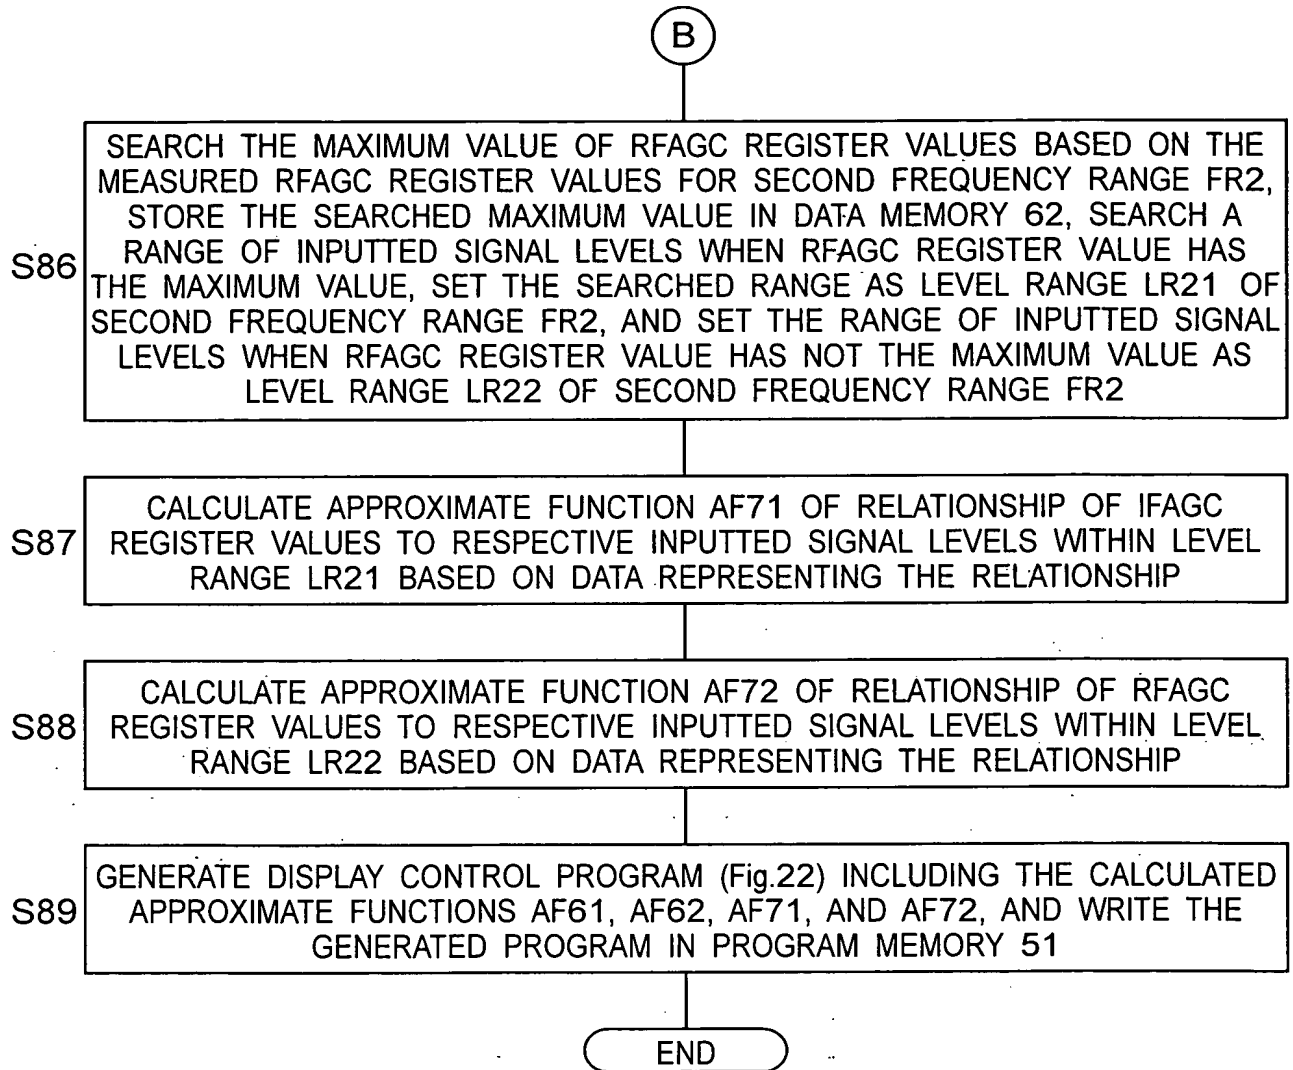 B
S86
SEARCH THE MAXIMUM VALUE OF RFAGC REGISTER VALUES BASED ON THE
MEASURED RFAGC REGISTER VALUES FOR SECOND FREQUENCY RANGE FR2,
STORE THE SEARCHED MAXIMUM VALUE IN DATA MEMORY 62, SEARCH A
RANGE OF INPUTTED SIGNAL LEVELS WHEN RFAGC REGISTER VALUE HAS
THE MAXIMUM VALUE, SET THE SEARCHED RANGE AS LEVEL RANGE LR21 OF
SECOND FREQUENCY RANGE FR2, AND SET THE RANGE OF INPUTTED SIGNAL
LEVELS WHEN RFAGC REGISTER VALUE HAS NOT THE MAXIMUM VALUE AS
LEVEL RANGE LR22 OF SECOND FREQUENCY RANGE FR2
S87
CALCULATE APPROXIMATE FUNCTION AF71 OF RELATIONSHIP OF IFAGC
REGISTER VALUES TO RESPECTIVE INPUTTED SIGNAL LEVELS WITHIN LEVEL
RANGE LR21 BASED ON DATA REPRESENTING THE RELATIONSHIP
S88
CALCULATE APPROXIMATE FUNCTION AF72 OF RELATIONSHIP OF RFAGC
REGISTER VALUES TO RESPECTIVE INPUTTED SIGNAL LEVELS WITHIN LEVEL
RANGE LR22 BASED ON DATA REPRESENTING THE RELATIONSHIP
S89
GENERATE DISPLAY CONTROL PROGRAM (Fig.22) INCLUDING THE CALCULATED
APPROXIMATE FUNCTIONS AF61, AF62, AF71, AND AF72, AND WRITE THE
GENERATED PROGRAM IN PROGRAM MEMORY 51
END